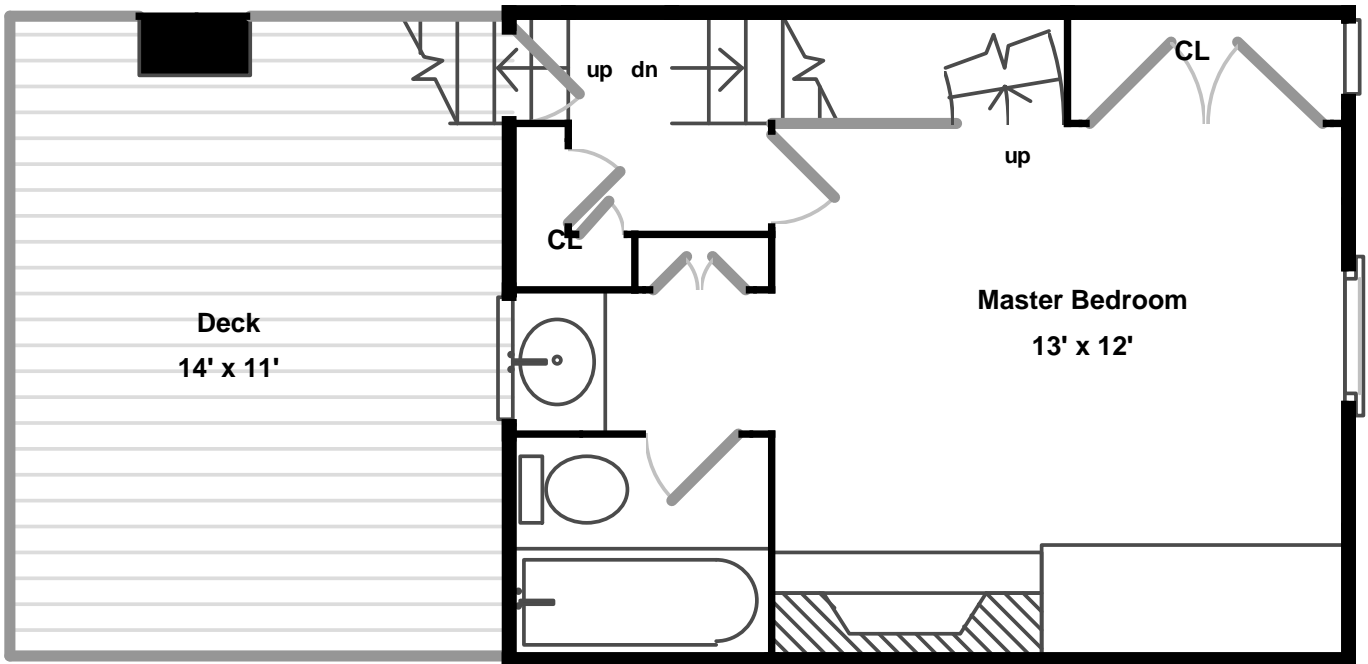 CL
up dn
up
CL
Deck
14' x 11'
Master Bedroom
13' x 12'